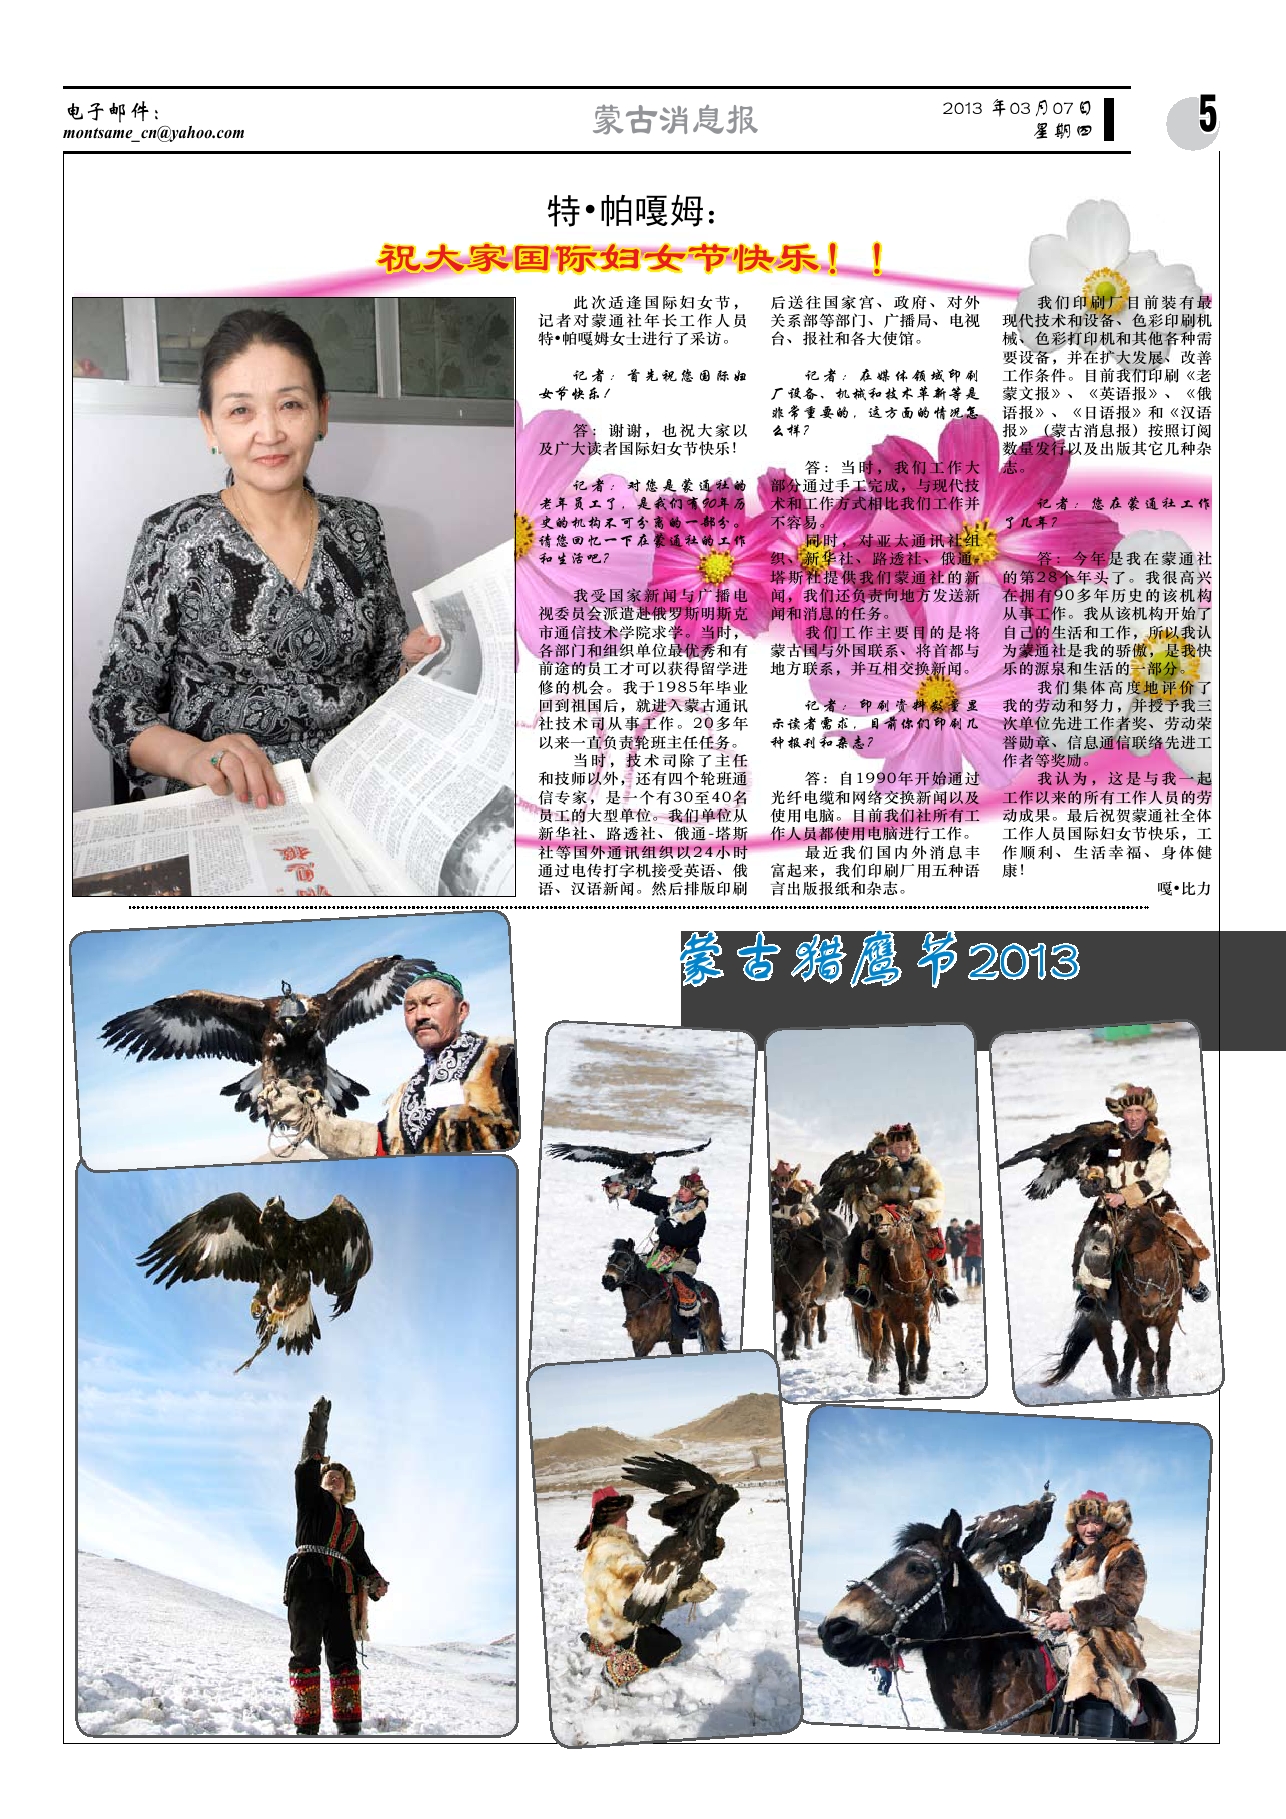 电子邮件：
montsame_cn@yahoo.com
蒙古消息报
2013 年03月07日
星期四
5
特•帕嘎姆：
祝大家国际妇女节快乐！！
此次适逢国际妇女节，
记者对蒙通社年长工作人员
特•帕嘎姆女士进行了采访。
记者：首先祝您国际妇
女节快乐！
答：谢谢，也祝大家以
及广大读者国际妇女节快乐！
记者：对您是蒙通社的
老年员工了，是我们有90年历
史的机构不可分离的一部分。
请您回忆一下在蒙通社的工作
和生活吧？
我受国家新闻与广播电
视委员会派遣赴俄罗斯明斯克
市通信技术学院求学。当时，
各部门和组织单位最优秀和有
前途的员工才可以获得留学进
修的机会。我于1985年毕业
回到祖国后，就进入蒙古通讯
社技术司从事工作。20多年
以来一直负责轮班主任任务。
当时，技术司除了主任
和技师以外，还有四个轮班通
信专家，是一个有30至40名
员工的大型单位。我们单位从
新华社、路透社、俄通-塔斯
社等国外通讯组织以24小时
通过电传打字机接受英语、俄
语、汉语新闻。然后排版印刷
后送往国家宫、政府、对外
关系部等部门、广播局、电视
台、报社和各大使馆。
记者：在媒体领域印刷
厂设备、机械和技术革新等是
非常重要的，这方面的情况怎
么样？
答：当时，我们工作大
部分通过手工完成，与现代技
术和工作方式相比我们工作并
不容易。
同时，对亚太通讯社组
织、新华社、路透社、俄通-
塔斯社提供我们蒙通社的新
闻，我们还负责向地方发送新
闻和消息的任务。
我们工作主要目的是将
蒙古国与外国联系、将首都与
地方联系，并互相交换新闻。
记者：印刷资料数量显
示读者需求，目前你们印刷几
种报刊和杂志？
答：自1990年开始通过
光纤电缆和网络交换新闻以及
使用电脑。目前我们社所有工
作人员都使用电脑进行工作。
最近我们国内外消息丰
富起来，我们印刷厂用五种语
言出版报纸和杂志。
我们印刷厂目前装有最
现代技术和设备、色彩印刷机
械、色彩打印机和其他各种需
要设备，并在扩大发展、改善
工作条件。目前我们印刷《老
蒙文报》、《英语报》、《俄
语报》、《日语报》和《汉语
报》（蒙古消息报）按照订阅
数量发行以及出版其它几种杂
志。
记者：您在蒙通社工作
了几年？
答：今年是我在蒙通社
的第28个年头了。我很高兴
在拥有90多年历史的该机构
从事工作。我从该机构开始了
自己的生活和工作，所以我认
为蒙通社是我的骄傲，是我快
乐的源泉和生活的一部分。
我们集体高度地评价了
我的劳动和努力，并授予我三
次单位先进工作者奖、劳动荣
誉勋章、信息通信联络先进工
作者等奖励。
我认为，这是与我一起
工作以来的所有工作人员的劳
动成果。最后祝贺蒙通社全体
工作人员国际妇女节快乐，工
作顺利、生活幸福、身体健
康！
嘎•比力
蒙古猎鹰节2013